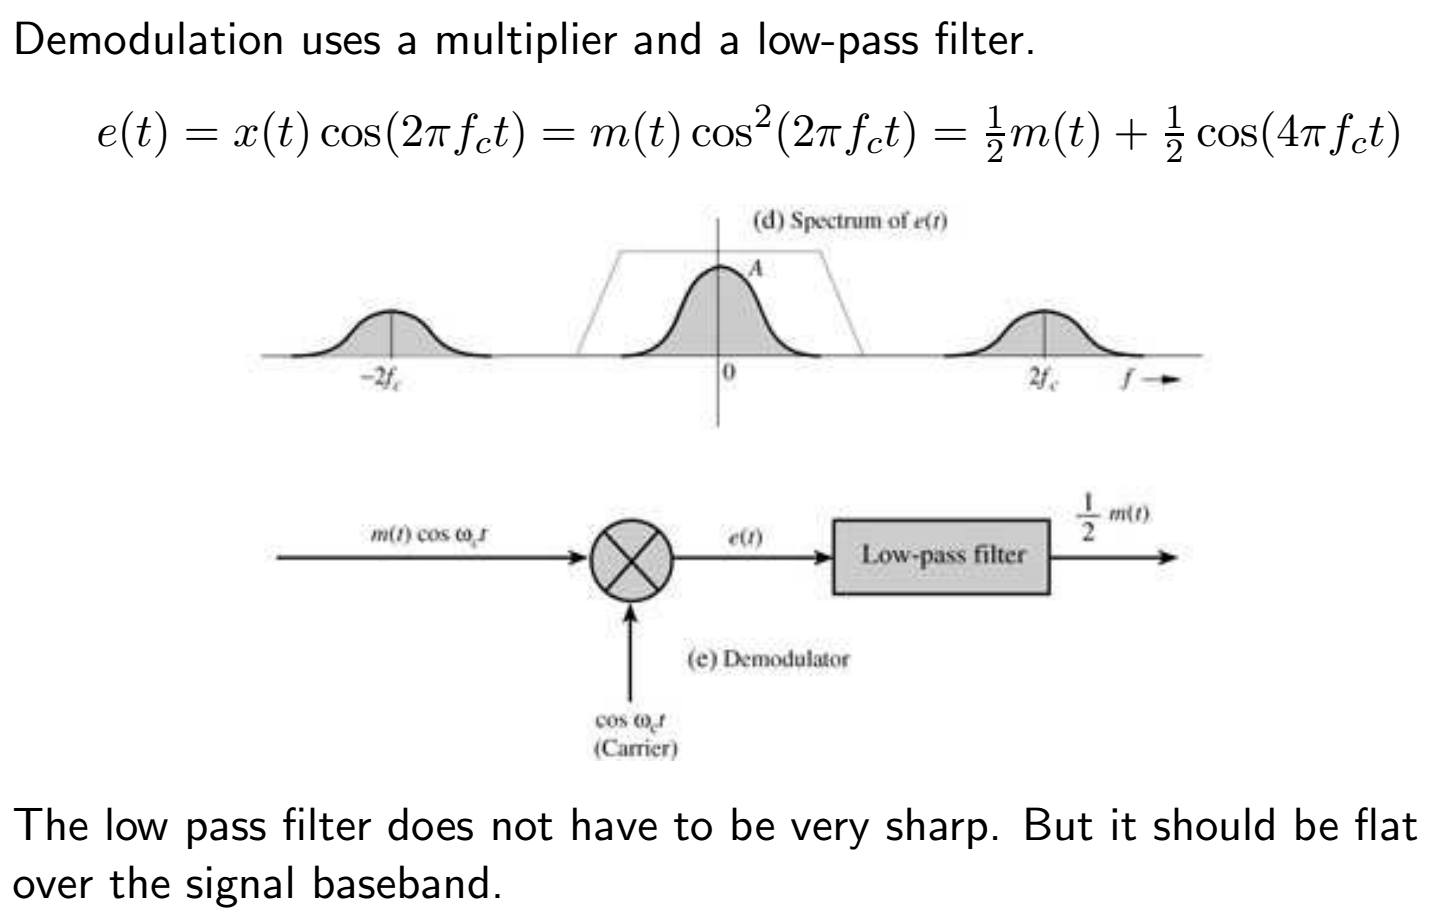 Demodulation uses a multiplier and a low-pass filter.
e(t) = x(t) cos(2πf_c t) = m(t) cos²(2πf_c t) = ½m(t) + ½ cos(4πf_c t)
(d) Spectrum of e(t)
A
−2f_c
0
2f_c
f
1/2 m(t)
m(t) cos ω_c t
e(t)
Low-pass filter
(e) Demodulator
cos ω_c t
(Carrier)
The low pass filter does not have to be very sharp. But it should be flat
over the signal baseband.